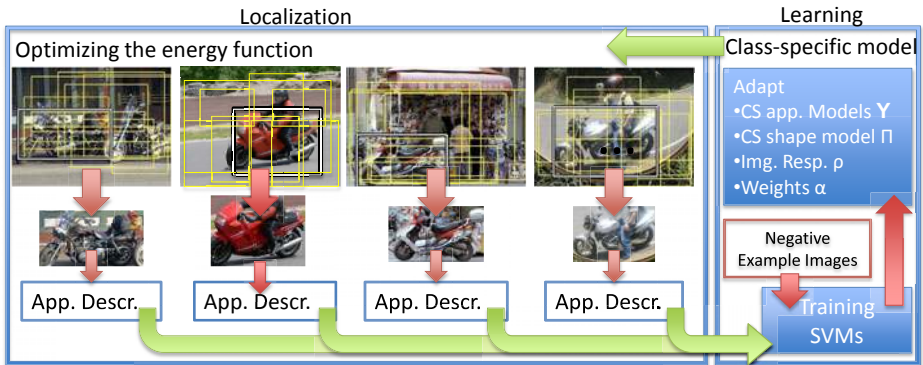 Localization
Learning
Optimizing the energy function
Class-specific model
Adapt
•CS app. Models Υ
•CS shape model Π
•Img. Resp. ρ
•Weights α
Negative
Example Images
App. Descr.
App. Descr.
App. Descr.
App. Descr.
Training
SVMs